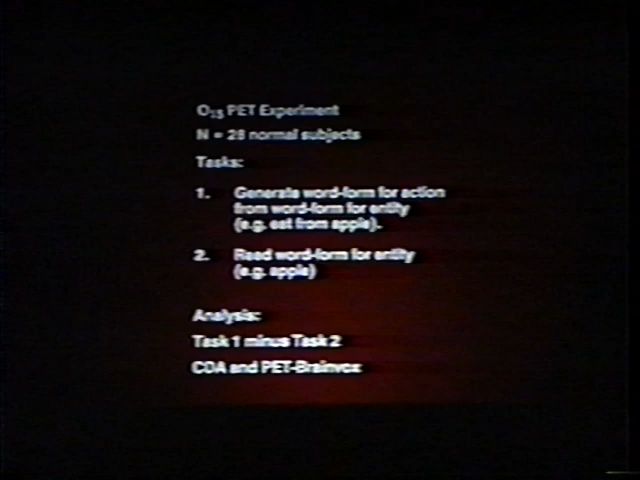 O15 PET Experiment
N = 28 normal subjects
Tasks:
1. Generate word-form for action
from word-form for entity
(e.g. eat from apple).
2. Read word-form for entity
(e.g. apple)
Analysis:
Task 1 minus Task 2
CDA and PET-Brainvox